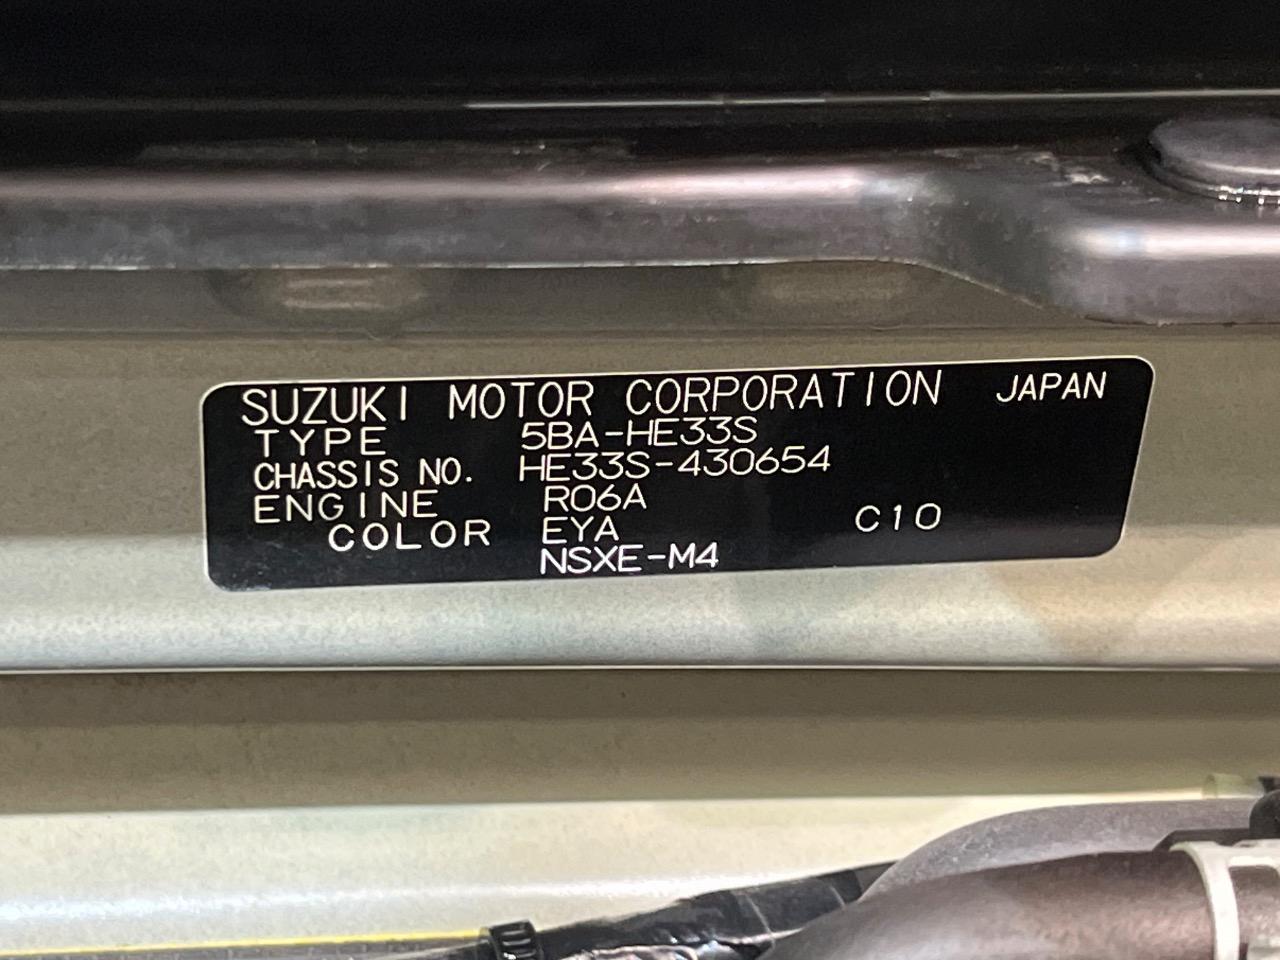 SUZUKI MOTOR CORPORATION JAPAN
TYPE 5BA-HE33S
CHASSIS NO. HE33S-430654
ENGINE R06A
COLOR EYA C10
NSXE-M4